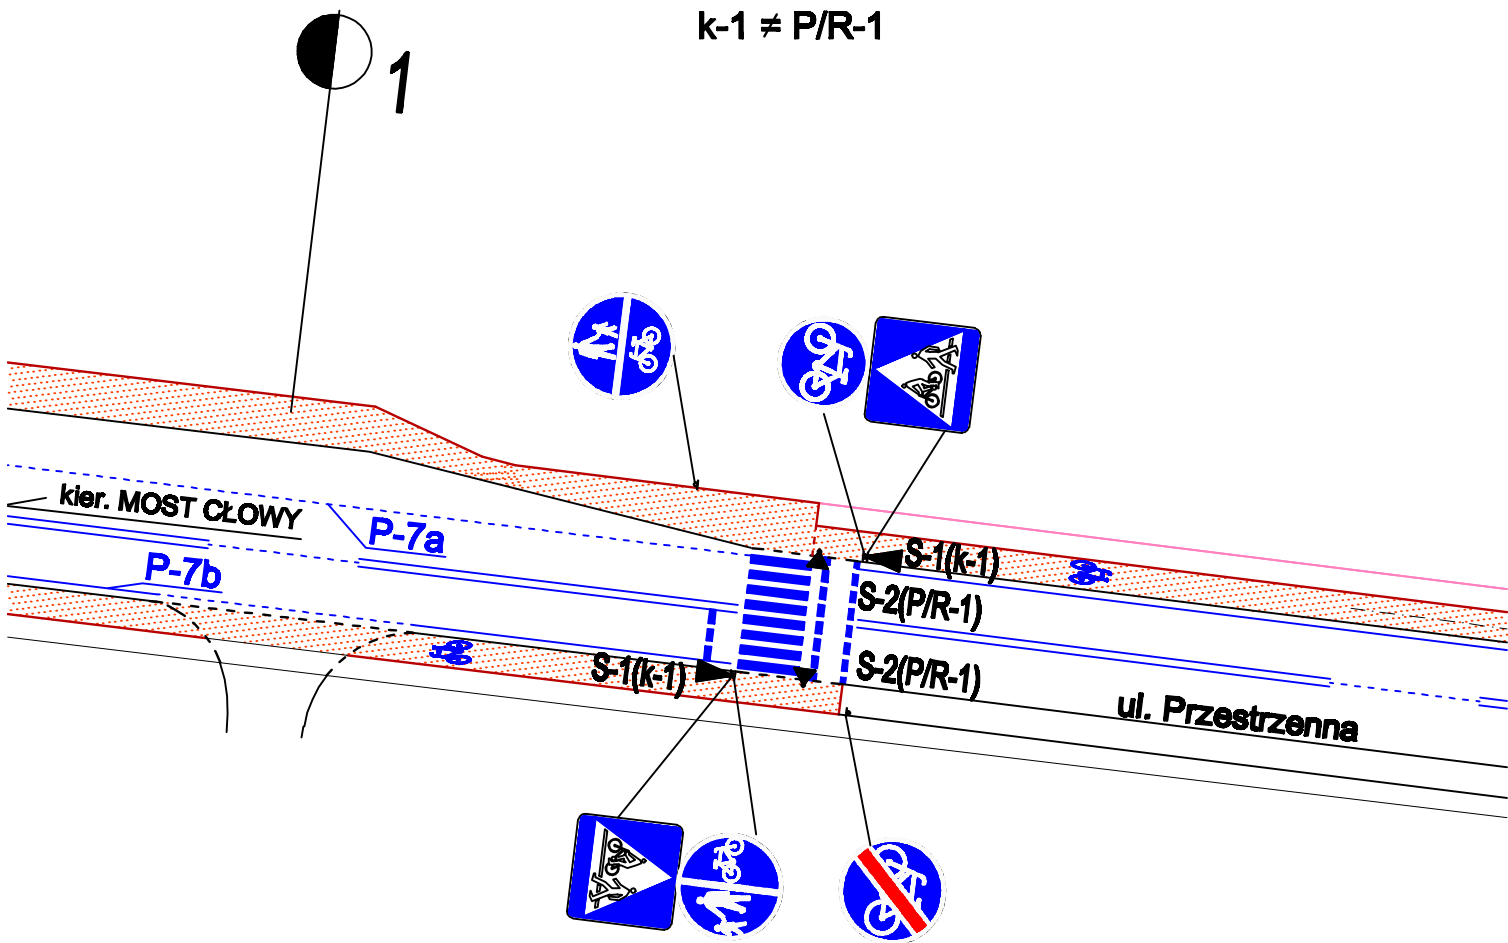 k-1 ≠ P/R-1
1
kier. MOST CŁOWY
P-7a
P-7b
S-1(k-1)
S-2(P/R-1)
S-1(k-1)
S-2(P/R-1)
ul. Przestrzenna